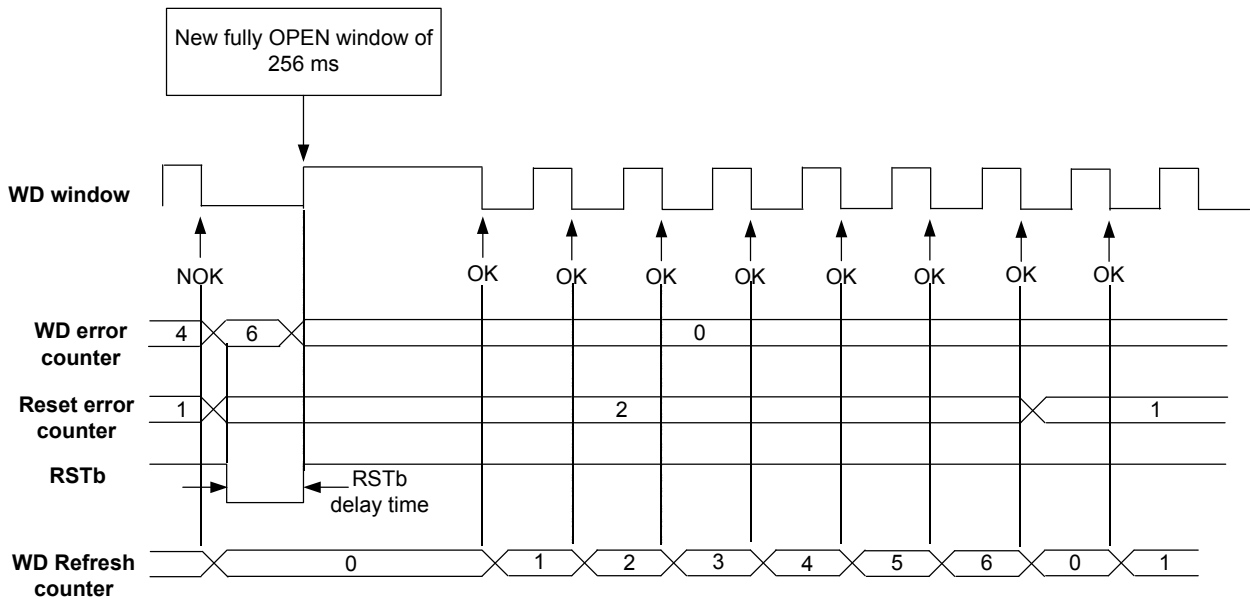 New fully OPEN window of
256 ms
WD window
NOK
OK
OK
OK
OK
OK
OK
OK
OK
WD error
counter
4
6
0
Reset error
counter
1
2
1
RSTb
RSTb
delay time
WD Refresh
counter
0
1
2
3
4
5
6
0
1